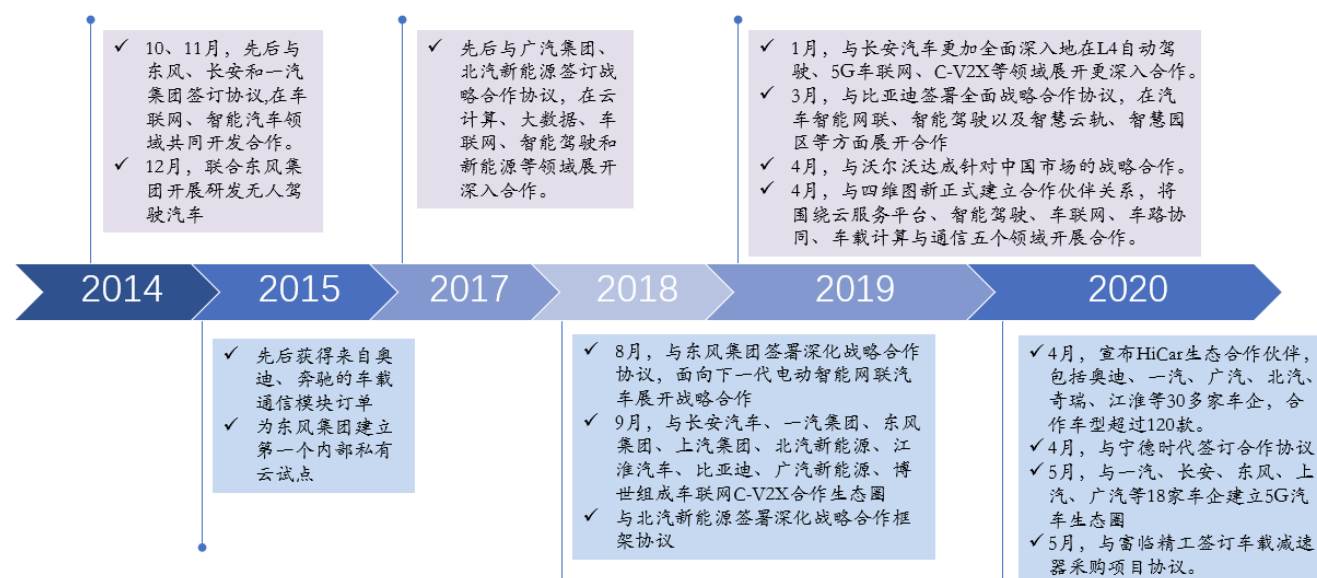 ✓ 10、11月，先后与
东风、长安和一汽
集团签订协议,在车
联网、智能汽车领
域共同开发合作。
✓ 12月，联合东风集
团开展研发无人驾
驶汽车
✓ 先后与广汽集团、
北汽新能源签订战
略合作协议，在云
计算、大数据、车
联网、智能驾驶和
新能源等领域展开
深入合作。
✓ 1月，与长安汽车更加全面深入地在L4自动驾
驶、5G车联网、C-V2X等领域展开更深入合作。
✓ 3月，与比亚迪签署全面战略合作协议，在汽
车智能网联、智能驾驶以及智慧云轨、智慧园
区等方面展开合作
✓ 4月，与沃尔沃达成针对中国市场的战略合作。
✓ 4月，与四维图新正式建立合作伙伴关系，将
围绕云服务平台、智能驾驶、车联网、车路协
同、车载计算与通信五个领域开展合作。
2014
2015
2017
2018
2019
2020
✓ 先后获得来自奥
迪、奔驰的车载
通信模块订单
✓ 为东风集团建立
第一个内部私有
云试点
✓ 8月，与东风集团签署深化战略合作
协议，面向下一代电动智能网联汽
车展开战略合作
✓ 9月，与长安汽车、一汽集团、东风
集团、上汽集团、北汽新能源、江
淮汽车、比亚迪、广汽新能源、博
世组成车联网C-V2X合作生态圈
✓ 与北汽新能源签署深化战略合作框
架协议
✓ 4月，宣布HiCar生态合作伙伴，
包括奥迪、一汽、广汽、北汽、
奇瑞、江淮等30多家车企，合
作车型超过120款。
✓ 4月，与宁德时代签订合作协议
✓ 5月，与一汽、长安、东风、上
汽、广汽等18家车企建立5G汽
车生态圈
✓ 5月，与富临精工签订车载减速
器采购项目协议。